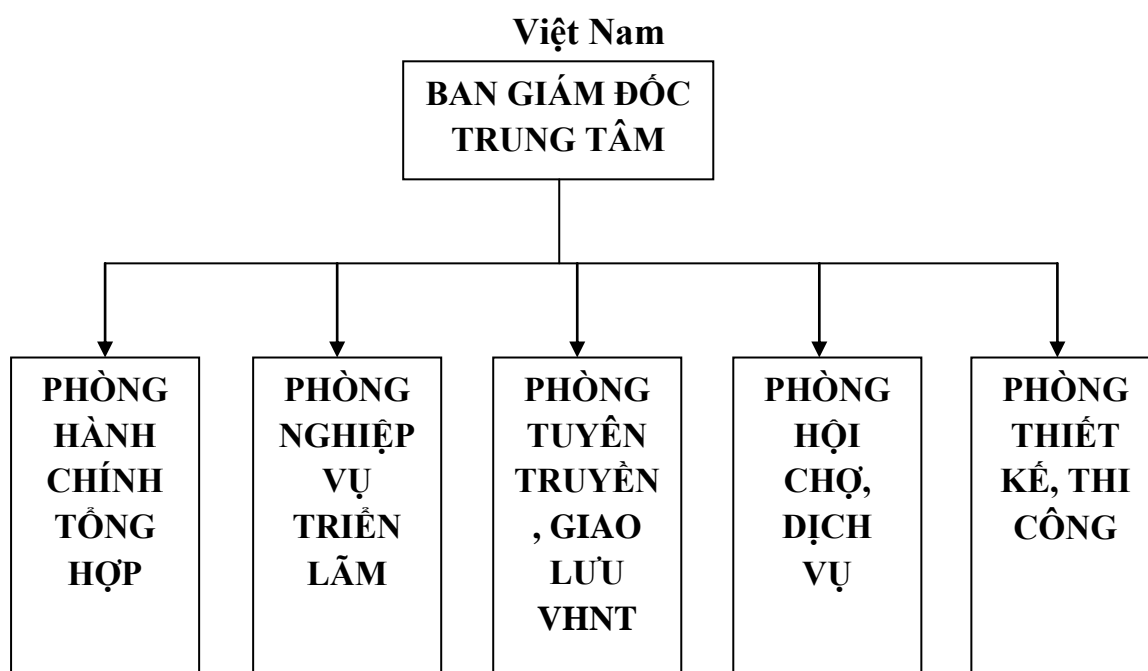 Việt Nam
BAN GIÁM ĐỐC
TRUNG TÂM
PHÒNG
HÀNH
CHÍNH
TỔNG
HỢP
PHÒNG
NGHIỆP
VỤ
TRIỂN
LÃM
PHÒNG
TUYÊN
TRUYỀN
, GIAO
LƯU
VHNT
PHÒNG
HỘI
CHỢ,
DỊCH
VỤ
PHÒNG
THIẾT
KẾ, THI
CÔNG